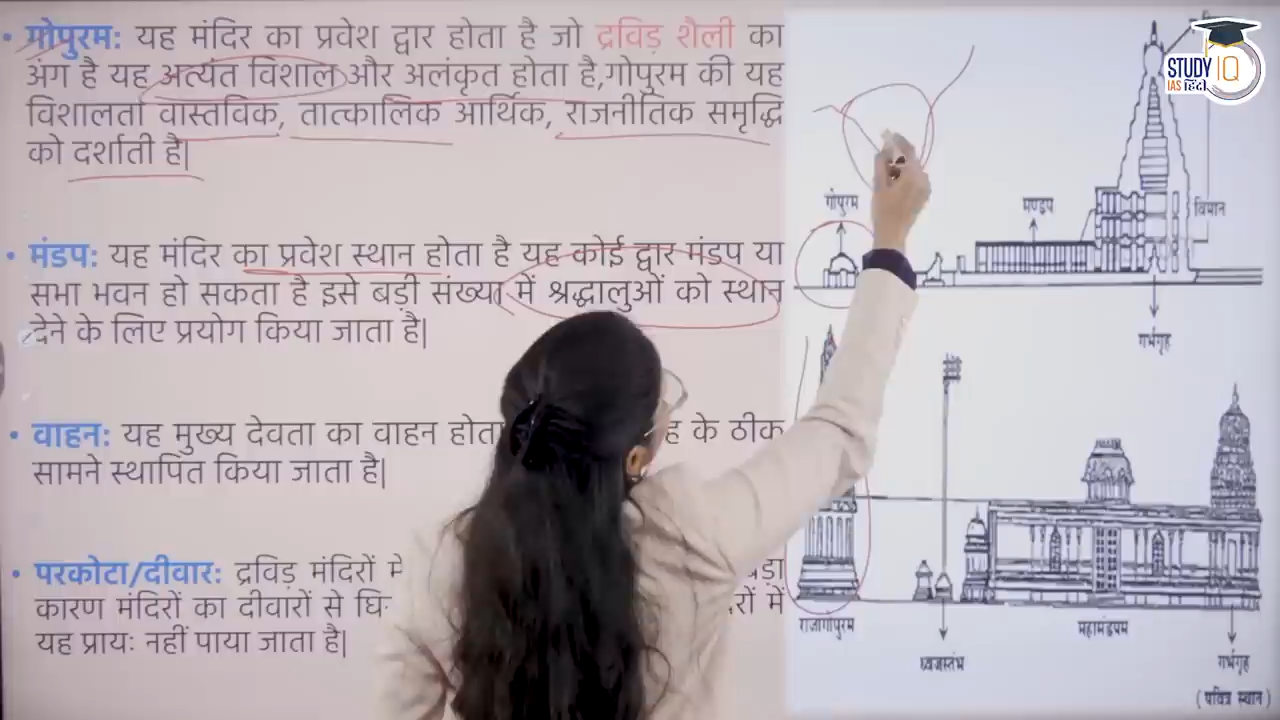 • गोपुरम: यह मंदिर का प्रवेश द्वार होता है जो द्रविड़ शैली का
अंग है यह अत्यंत विशाल और अलंकृत होता है,गोपुरम की यह
विशालता वास्तविक, तात्कालिक आर्थिक, राजनीतिक समृद्धि
को दर्शाती है|
• मंडप: यह मंदिर का प्रवेश स्थान होता है यह कोई द्वार मंडप या
सभा भवन हो सकता है इसे बड़ी संख्या में श्रद्धालुओं को स्थान
देने के लिए प्रयोग किया जाता है|
• वाहन: यह मुख्य देवता का वाहन के ठीक
सामने स्थापित किया जाता है|
• परकोटा/दीवार: द्रविड़ मंदिरों
कारण मंदिरों का दीवारों से में
यह प्रायः नहीं पाया जाता है|
STUDY IQ
IAS हिंदी
गोपुरम
मण्डप
विमान
गर्भगृह
राजागोपुरम
ध्वजस्तंभ
महामंडपम
गर्भगृह
(पवित्र स्थान)